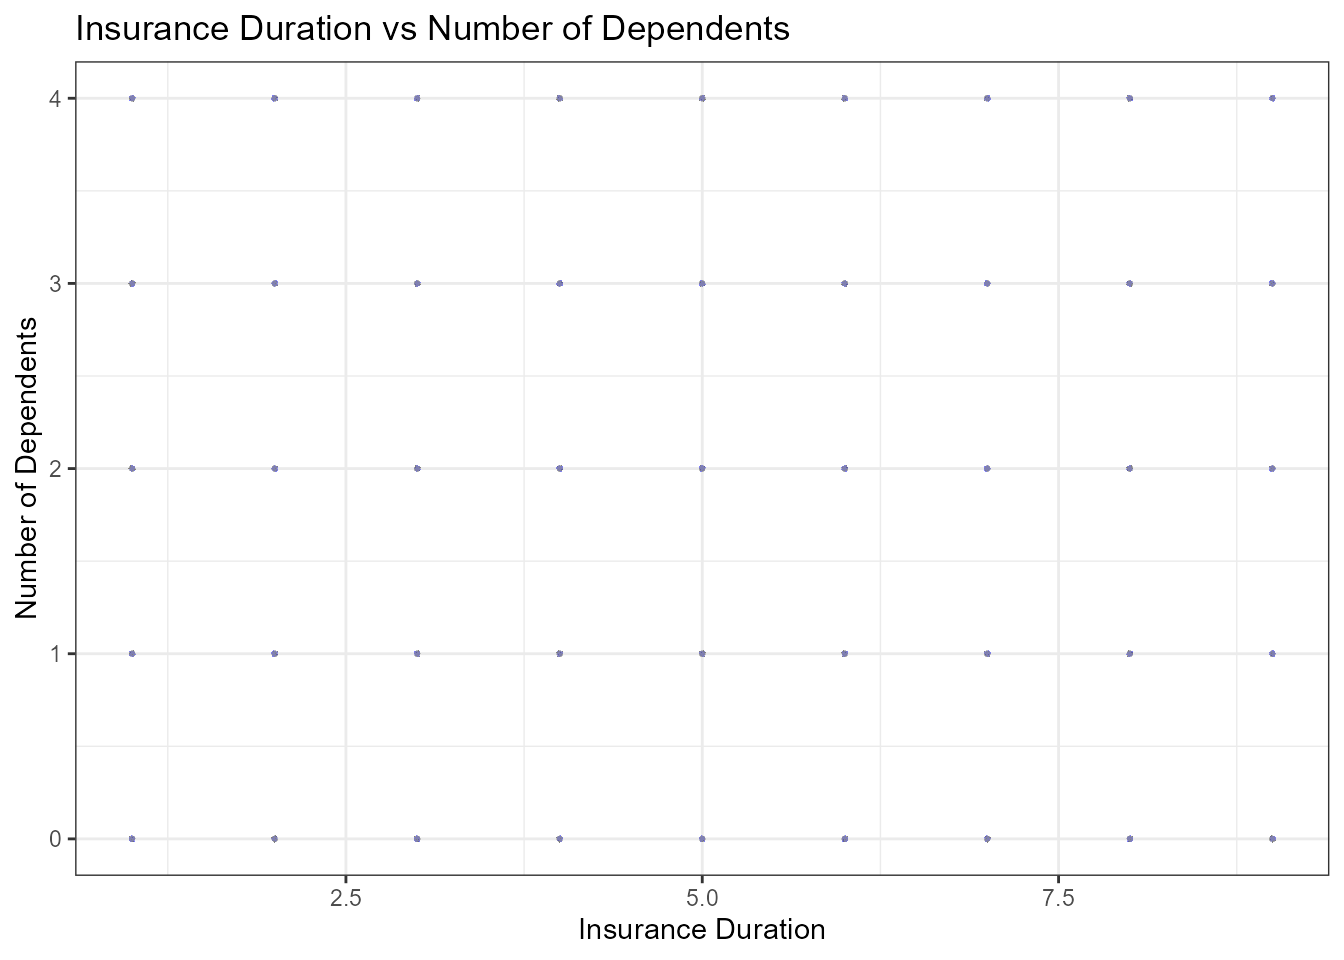 Insurance Duration vs Number of Dependents
Number of Dependents
4
3
2
1
0
2.5
5.0
7.5
Insurance Duration